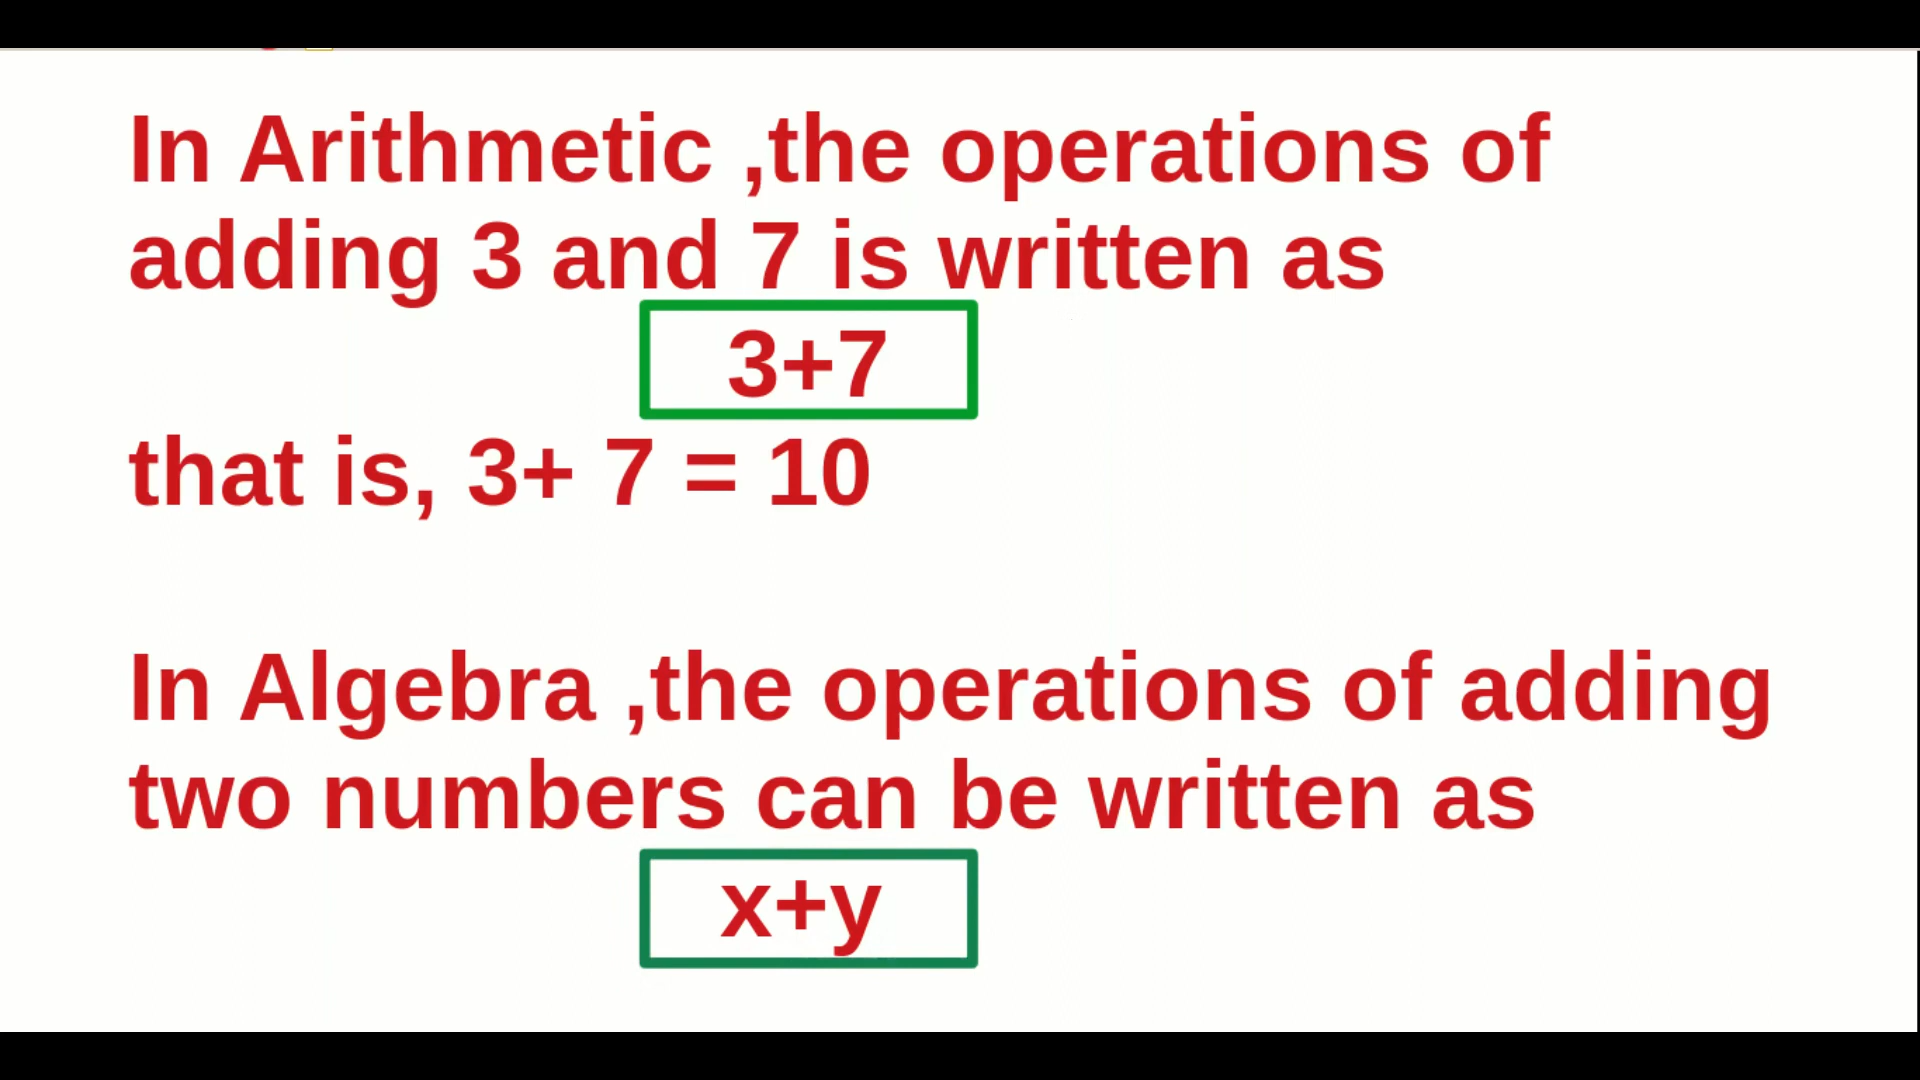 In Arithmetic ,the operations of
adding 3 and 7 is written as
3+7
that is, 3+ 7 = 10
In Algebra ,the operations of adding
two numbers can be written as
x+y